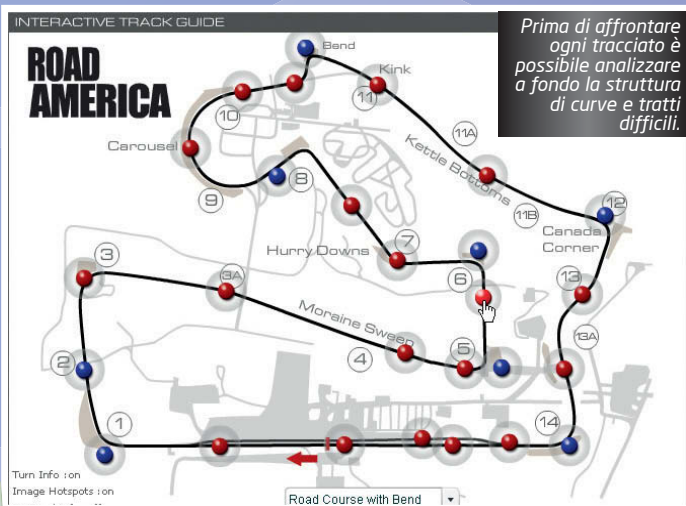 INTERACTIVE TRACK GUIDE
Prima di affrontare
ogni tracciato è
possibile analizzare
a fondo la struttura
di curve e tratti
difficili.
ROAD
AMERICA
Bend
Kink
11
10
11A
Carousel
Kettle Bottoms
8
9
11B
12
Canada
Corner
7
Hurry Downs
3
3A
6
13
Moraine Sweep
13A
4
5
2
1
14
Turn Info :on
Image Hotspots :on
Road Course with Bend